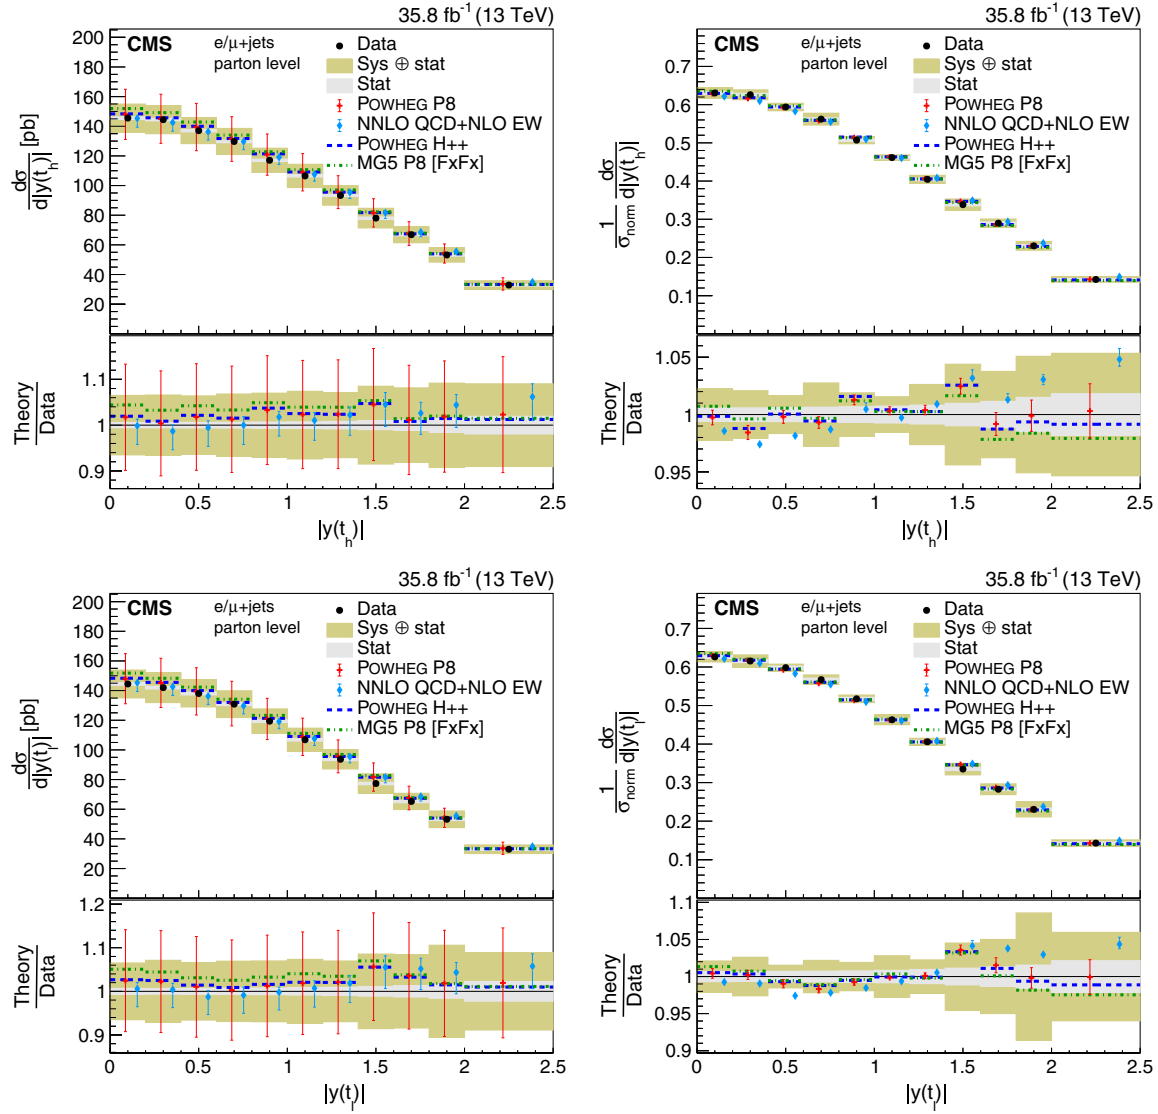 35.8 fb⁻¹ (13 TeV)
CMS
e/μ+jets
parton level
Data
Sys ⊕ stat
Stat
POWHEG P8
NNLO QCD+NLO EW
POWHEG H++
MG5 P8 [FxFx]
dσ
d|y(tₕ)| [pb]
200
180
160
140
120
100
80
60
40
20
Theory
Data
1.1
1
0.9
0 0.5 1 1.5 2 2.5
|y(tₕ)|
35.8 fb⁻¹ (13 TeV)
CMS
e/μ+jets
parton level
Data
Sys ⊕ stat
Stat
POWHEG P8
NNLO QCD+NLO EW
POWHEG H++
MG5 P8 [FxFx]
1 dσ
σnorm d|y(tₕ)|
0.7
0.6
0.5
0.4
0.3
0.2
0.1
Theory
Data
1.05
1
0.95
0 0.5 1 1.5 2 2.5
|y(tₕ)|
35.8 fb⁻¹ (13 TeV)
CMS
e/μ+jets
parton level
Data
Sys ⊕ stat
Stat
POWHEG P8
NNLO QCD+NLO EW
POWHEG H++
MG5 P8 [FxFx]
dσ
d|y(tₗ)| [pb]
200
180
160
140
120
100
80
60
40
20
Theory
Data
1.2
1.1
1
0.9
0 0.5 1 1.5 2 2.5
|y(tₗ)|
35.8 fb⁻¹ (13 TeV)
CMS
e/μ+jets
parton level
Data
Sys ⊕ stat
Stat
POWHEG P8
NNLO QCD+NLO EW
POWHEG H++
MG5 P8 [FxFx]
1 dσ
σnorm d|y(tₗ)|
0.7
0.6
0.5
0.4
0.3
0.2
0.1
Theory
Data
1.1
1.05
1
0.95
0.9
0 0.5 1 1.5 2 2.5
|y(tₗ)|